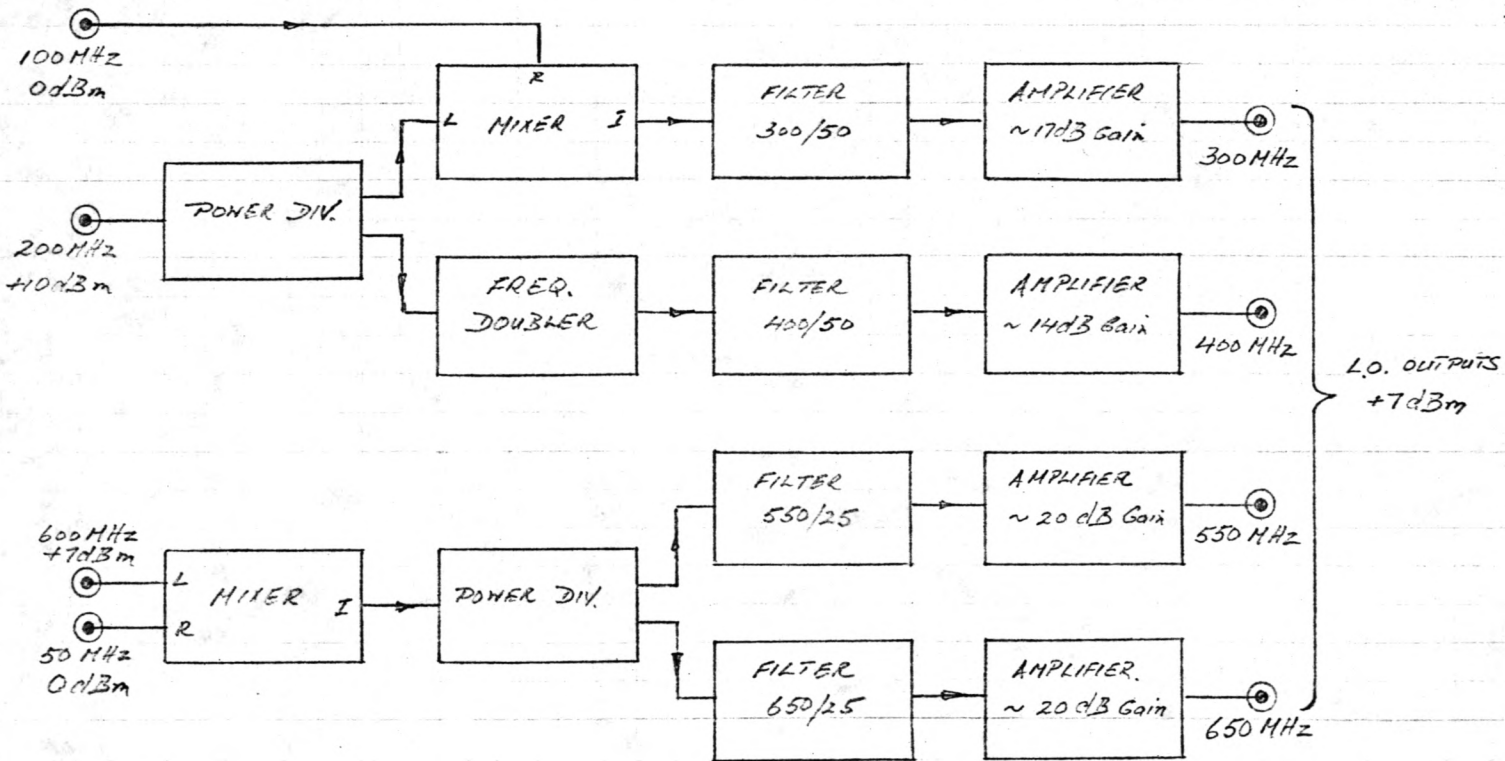 100 MHz
0 dBm
R
L MIXER I
FILTER
300/50
AMPLIFIER
~17dB Gain
300 MHz
POWER DIV.
200 MHz
+10 dBm
FREQ.
DOUBLER
FILTER
400/50
AMPLIFIER
~14dB Gain
400 MHz
L.O. OUTPUTS
+7 dBm
600 MHz
+7dBm
L
MIXER I
R
50 MHz
0 dBm
POWER DIV.
FILTER
550/25
AMPLIFIER
~ 20 dB Gain
550 MHz
FILTER
650/25
AMPLIFIER.
~ 20 dB Gain
650 MHz